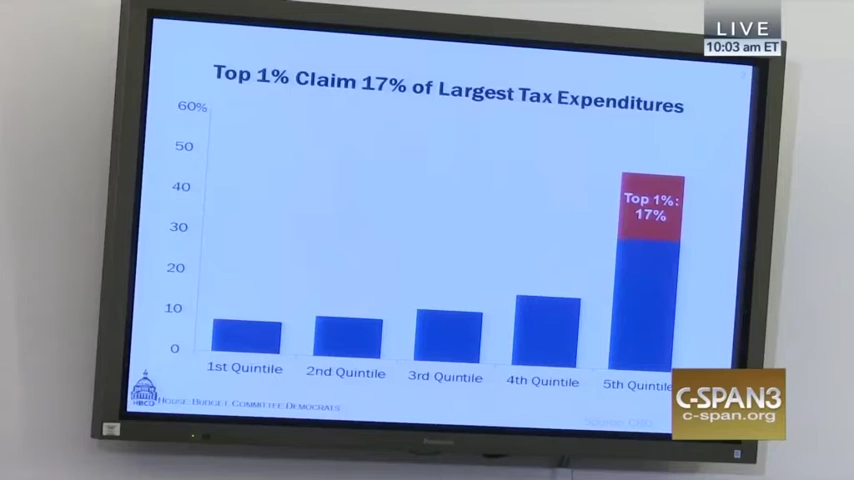 LIVE
10:03 am ET
Top 1% Claim 17% of Largest Tax Expenditures
60%
50
40
30
20
10
0
Top 1%:
17%
1st Quintile
2nd Quintile
3rd Quintile
4th Quintile
5th Quintile
HBCD HOUSE BUDGET COMMITTEE DEMOCRATS
C-SPAN3
c-span.org
Panasonic